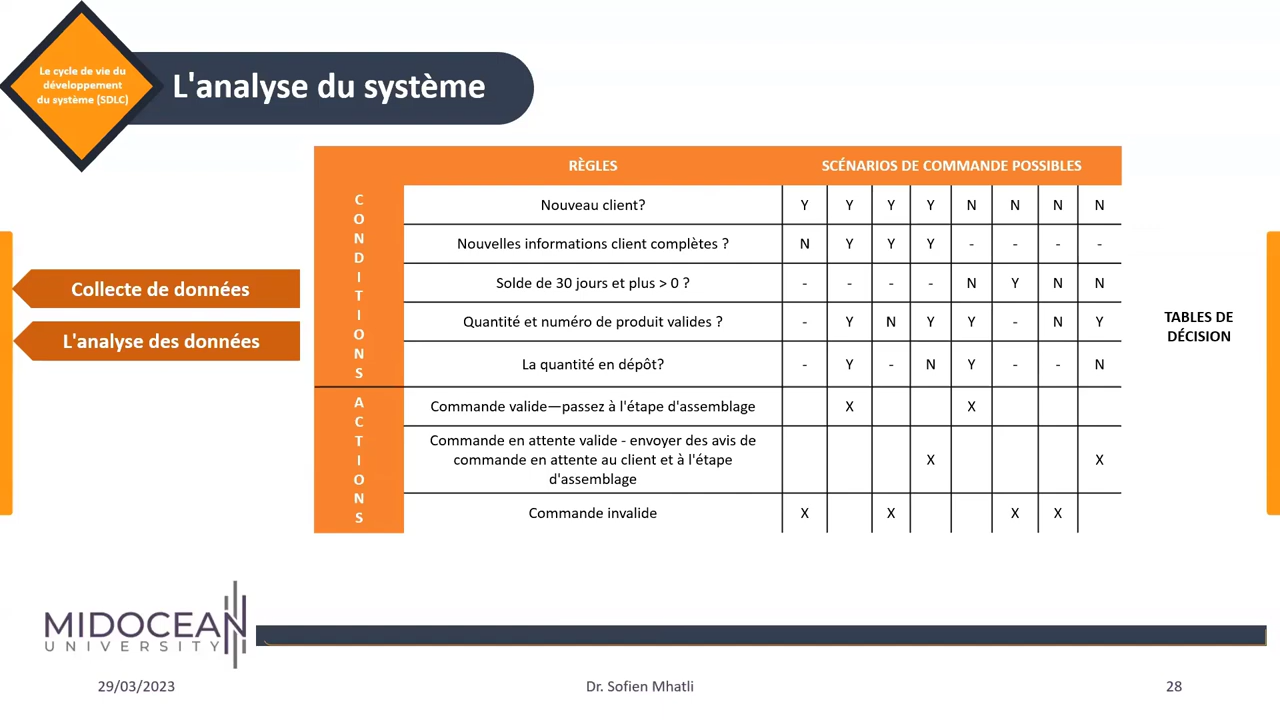 Le cycle de vie du
développement
du système (SDLC)
L'analyse du système
Collecte de données
L'analyse des données
RÈGLES SCÉNARIOS DE COMMANDE POSSIBLES
CONDITIONS
Nouveau client? Y Y Y Y N N N N
Nouvelles informations client complètes ? N Y Y Y - - - -
Solde de 30 jours et plus > 0 ? - - - - N Y N N
Quantité et numéro de produit valides ? - Y N Y Y - N Y
La quantité en dépôt? - Y - N Y - - N
ACTIONS
Commande valide—passez à l'étape d'assemblage X X
Commande en attente valide - envoyer des avis de
commande en attente au client et à l'étape
d'assemblage X X
Commande invalide X X X X
TABLES DE
DÉCISION
MIDOCEAN
UNIVERSITY
29/03/2023 Dr. Sofien Mhatli 28